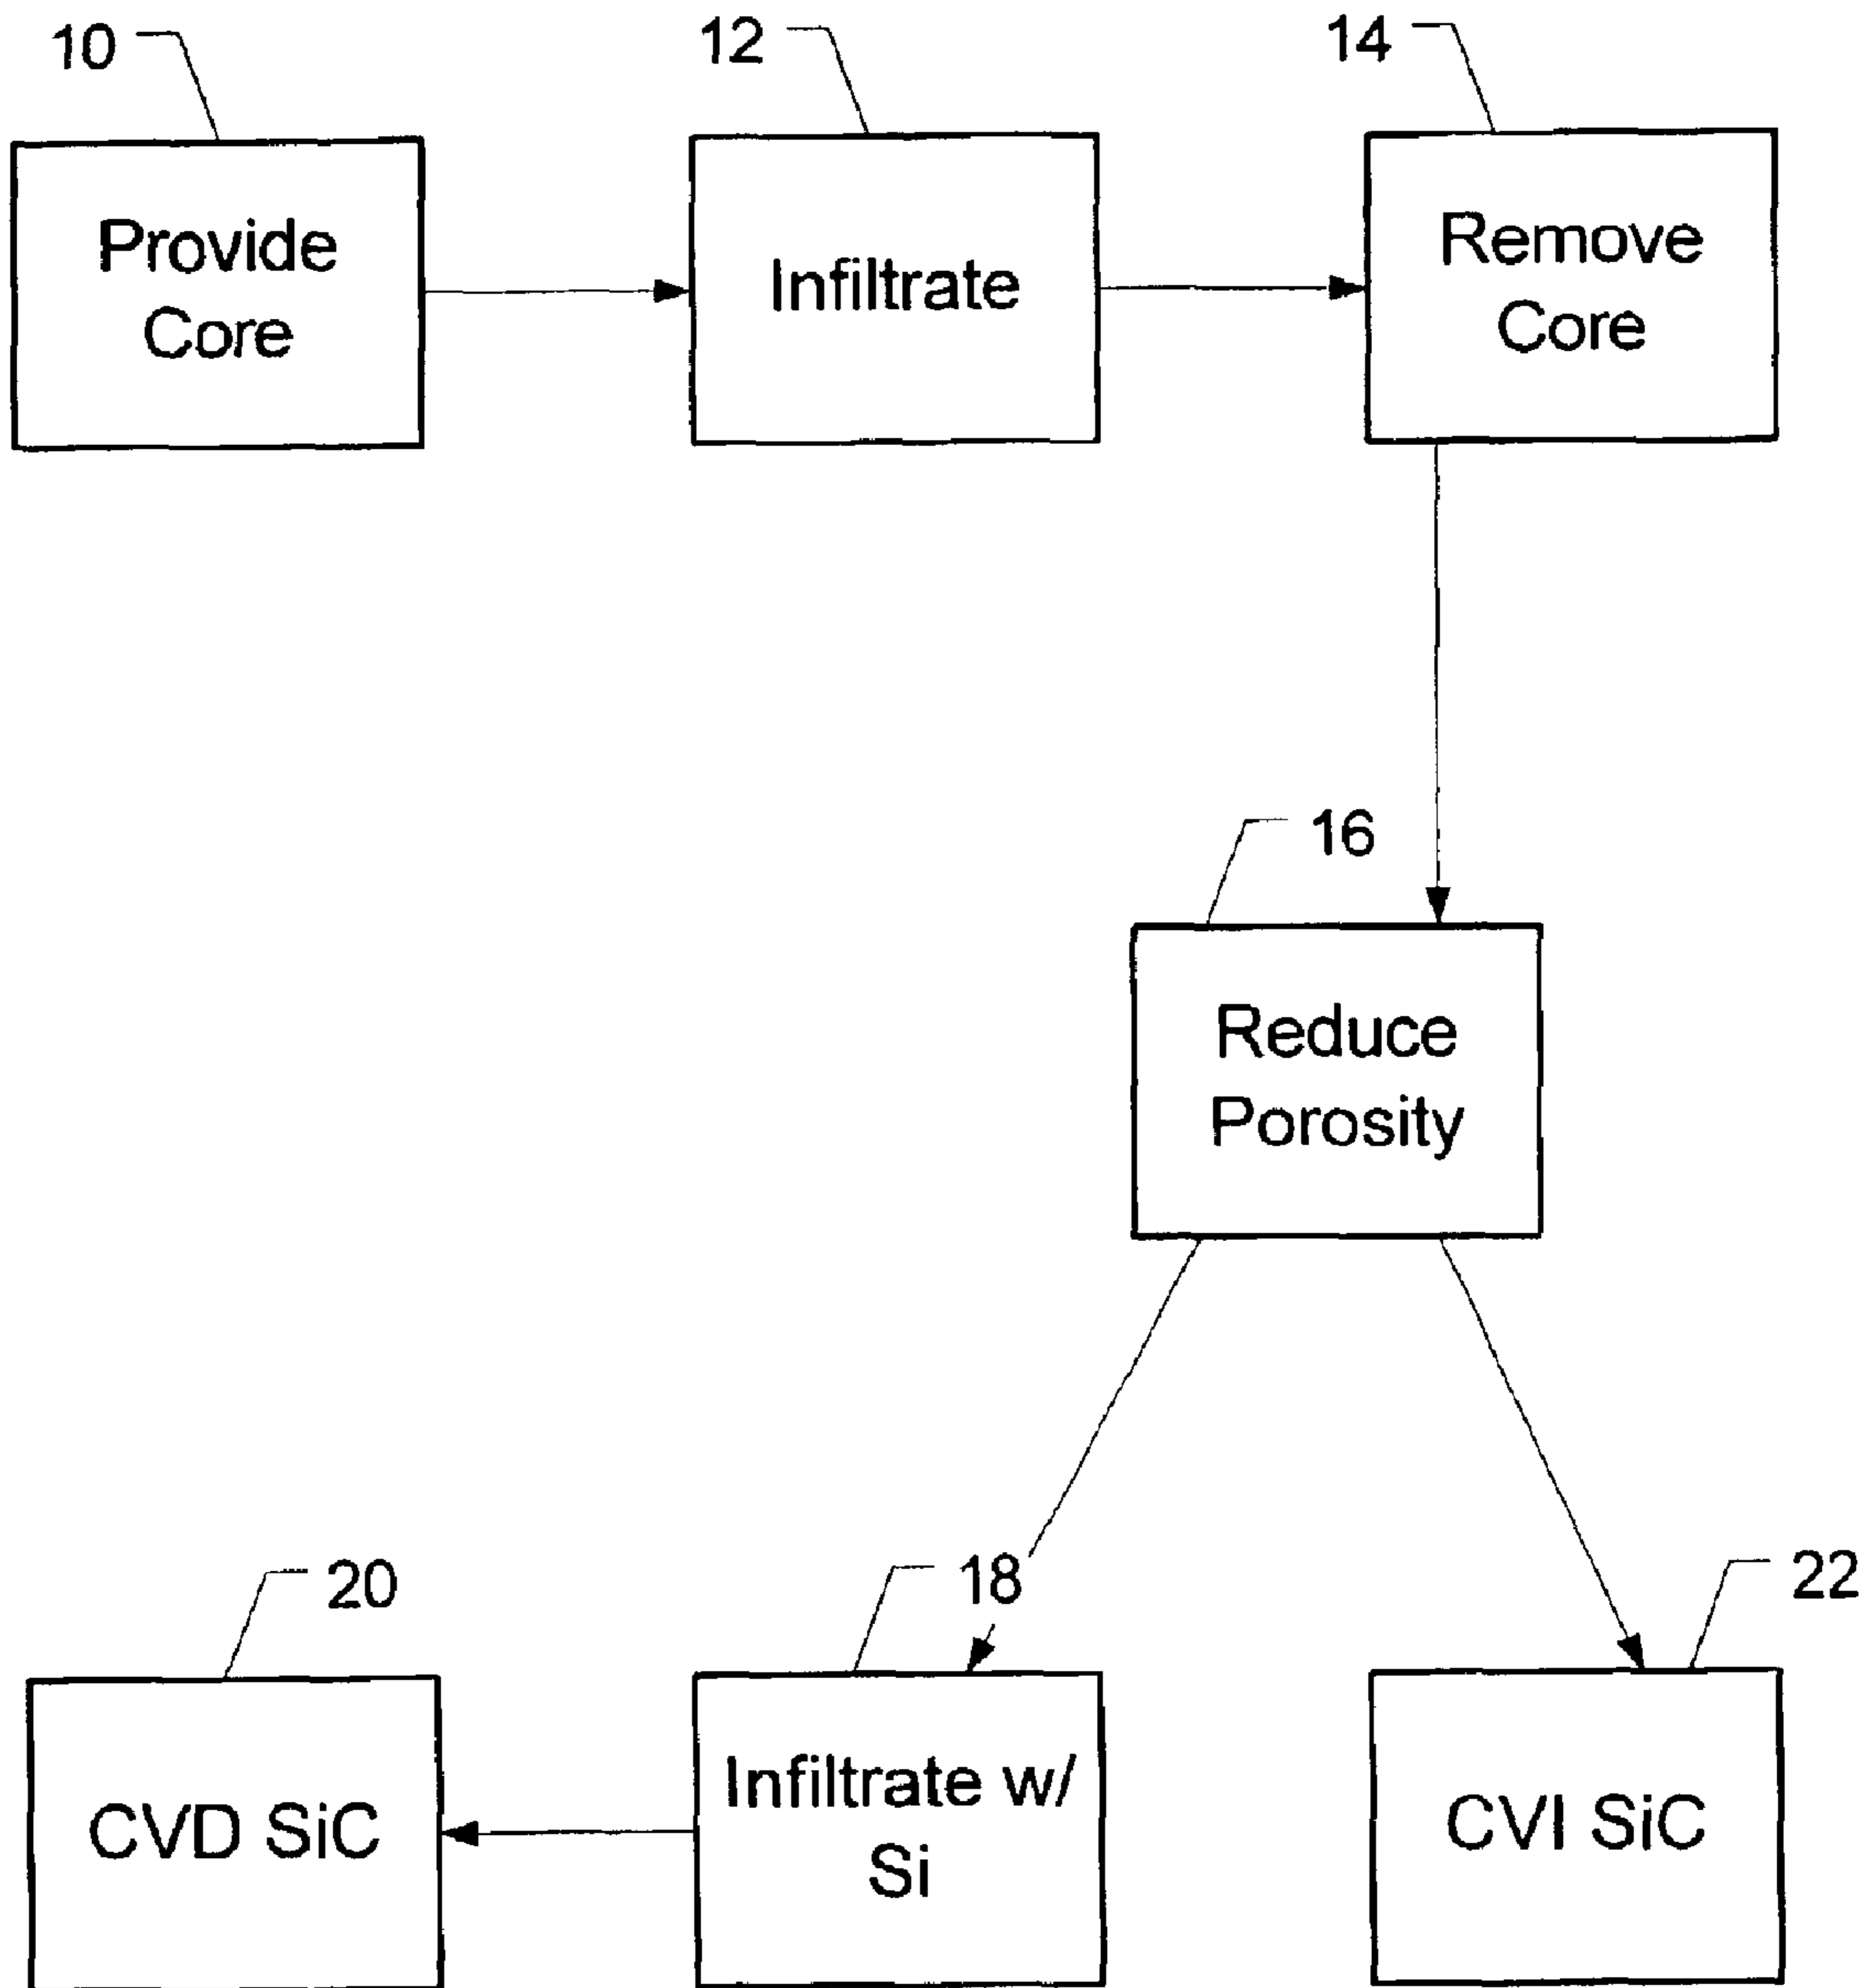 10
Provide
Core
12
Infiltrate
14
Remove
Core
16
Reduce
Porosity
20
CVD SiC
18
Infiltrate w/
Si
22
CVI SiC